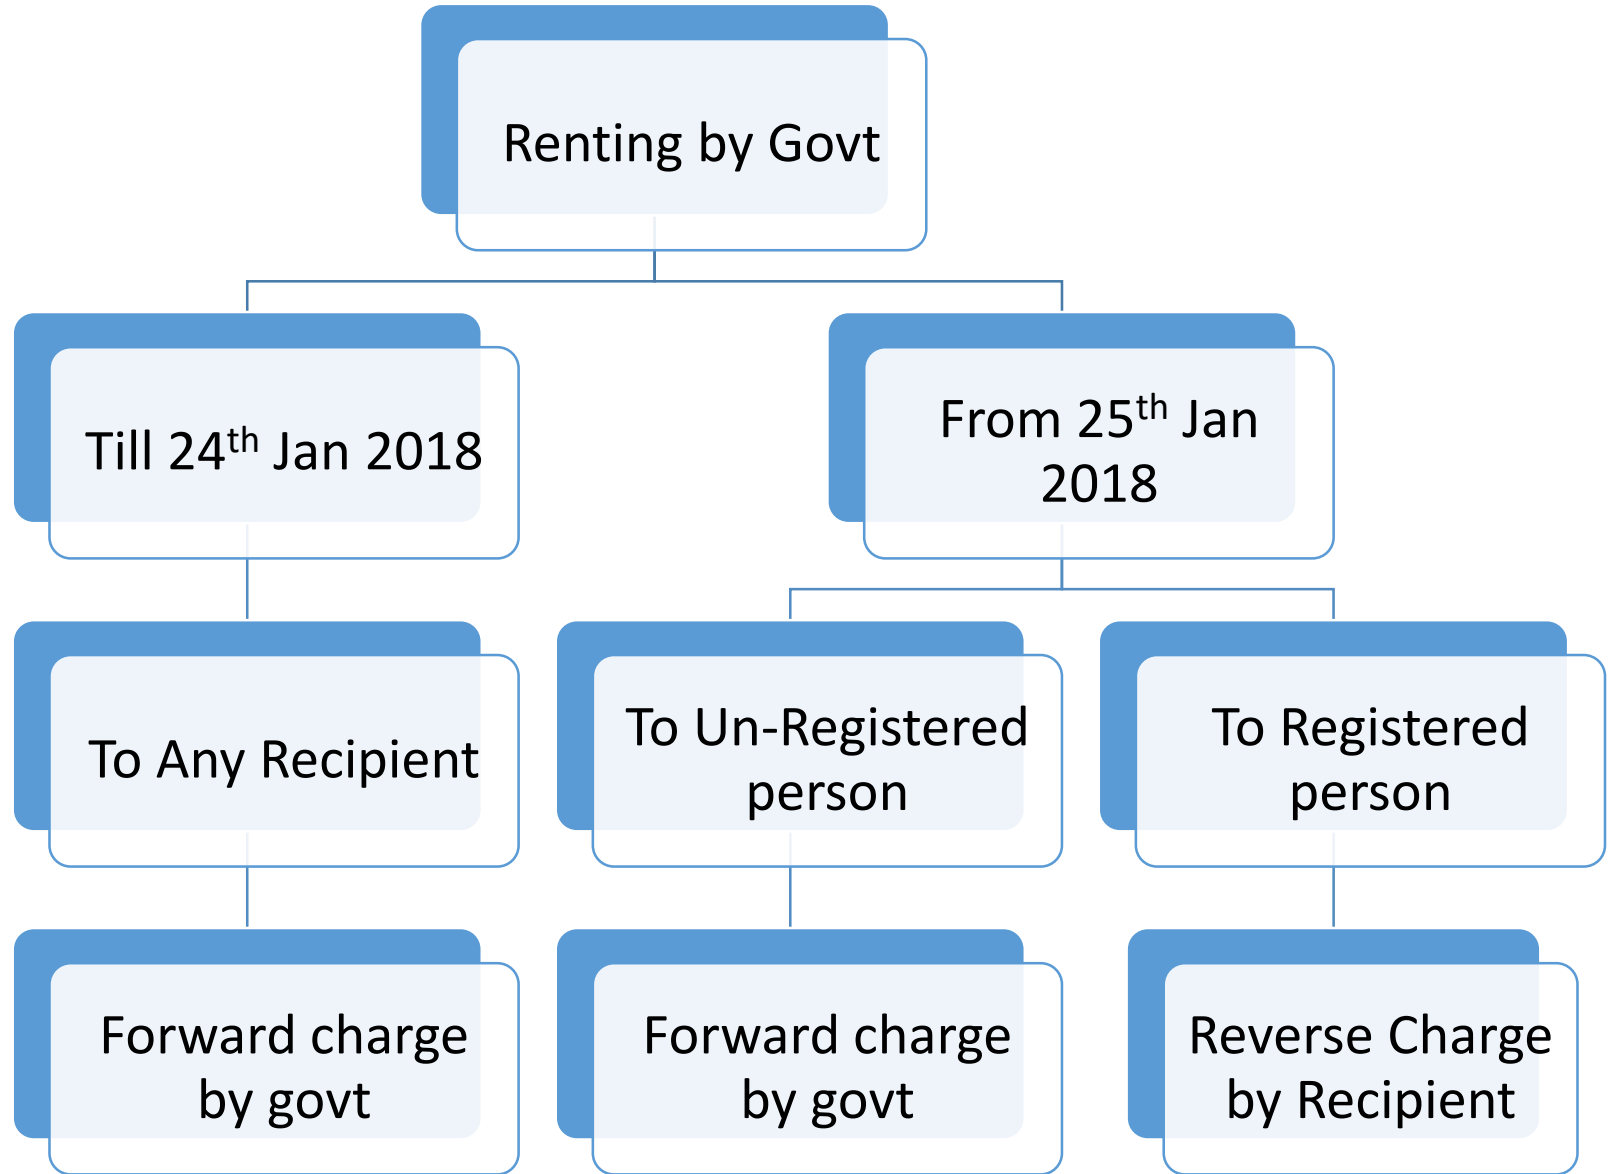 Renting by Govt
Till 24th Jan 2018
From 25th Jan
2018
To Any Recipient
To Un-Registered
person
To Registered
person
Forward charge
by govt
Forward charge
by govt
Reverse Charge
by Recipient